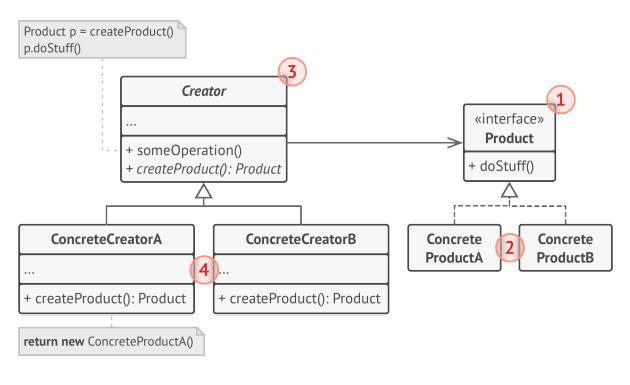 Product p = createProduct()
p.doStuff()
3
Creator
...
+ someOperation()
+ createProduct(): Product
1
«interface»
Product
+ doStuff()
ConcreteCreatorA
...
+ createProduct(): Product
4
ConcreteCreatorB
...
+ createProduct(): Product
Concrete
ProductA
2
Concrete
ProductB
return new ConcreteProductA()